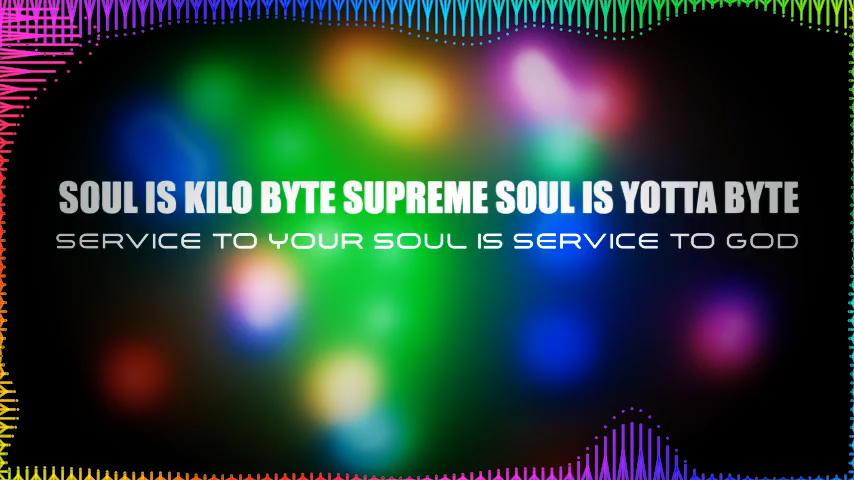 SOUL IS KILO BYTE SUPREME SOUL IS YOTTA BYTE
SERVICE TO YOUR SOUL IS SERVICE TO GOD